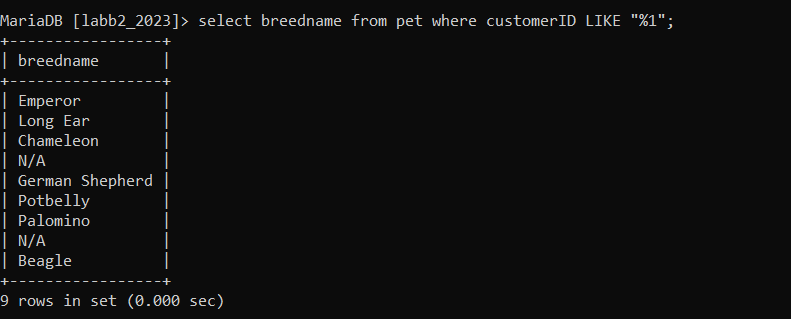 MariaDB [labb2_2023]> select breedname from pet where customerID LIKE "%1";
+-----------------+
| breedname       |
+-----------------+
| Emperor         |
| Long Ear        |
| Chameleon       |
| N/A             |
| German Shepherd |
| Potbelly        |
| Palomino        |
| N/A             |
| Beagle          |
+-----------------+
9 rows in set (0.000 sec)